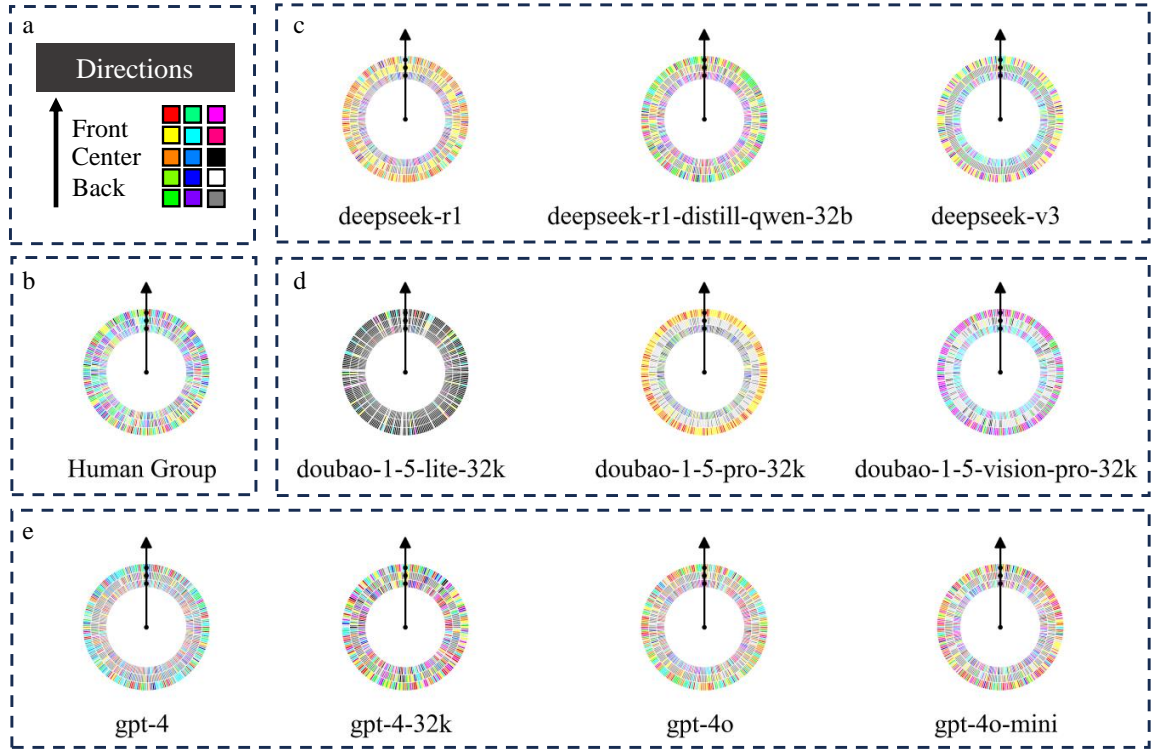 a
Directions
Front
Center
Back
c
deepseek-r1
deepseek-r1-distill-qwen-32b
deepseek-v3
b
Human Group
d
doubao-1-5-lite-32k
doubao-1-5-pro-32k
doubao-1-5-vision-pro-32k
e
gpt-4
gpt-4-32k
gpt-4o
gpt-4o-mini